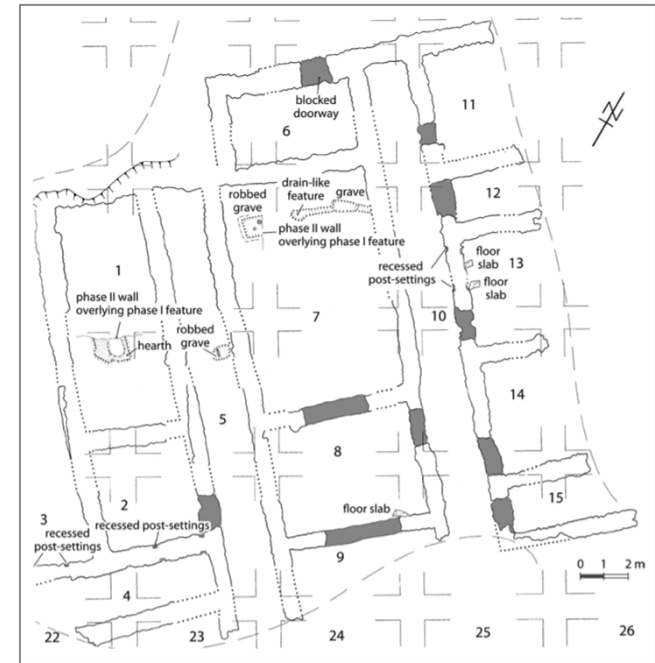 blocked
doorway
6
11
N
12
robbed
grave
drain-like
feature
grave
phase II wall
overlying phase I feature
1
recessed
post-settings
floor
slab
13
floor
slab
phase II wall
overlying phase I feature
hearth
robbed
grave
7
10
5
14
8
2
15
3
recessed
post-settings
recessed post-settings
floor slab
9
4
0 1 2 m
22
23
24
25
26